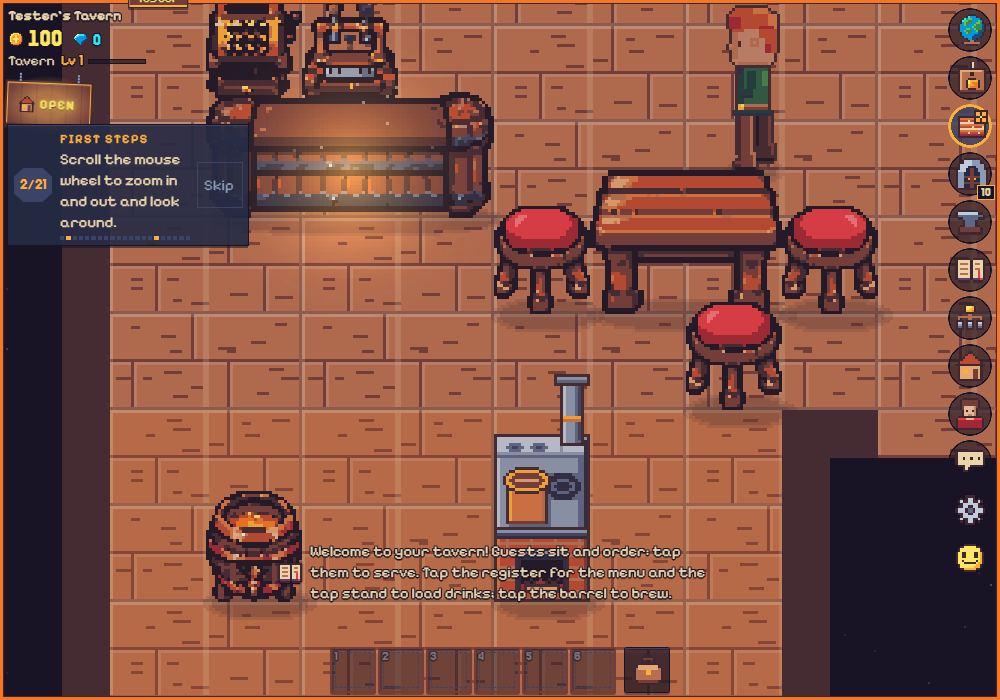 Tester's Tavern
100 0
Tavern Lv 1
OPEN
FIRST STEPS
2/21
Scroll the mouse
wheel to zoom in
and out and look
around.
Skip
10
Welcome to your tavern! Guests sit and order: tap
them to serve. Tap the register for the menu and the
tap stand to load drinks; tap the barrel to brew.
1 2 3 4 5 6